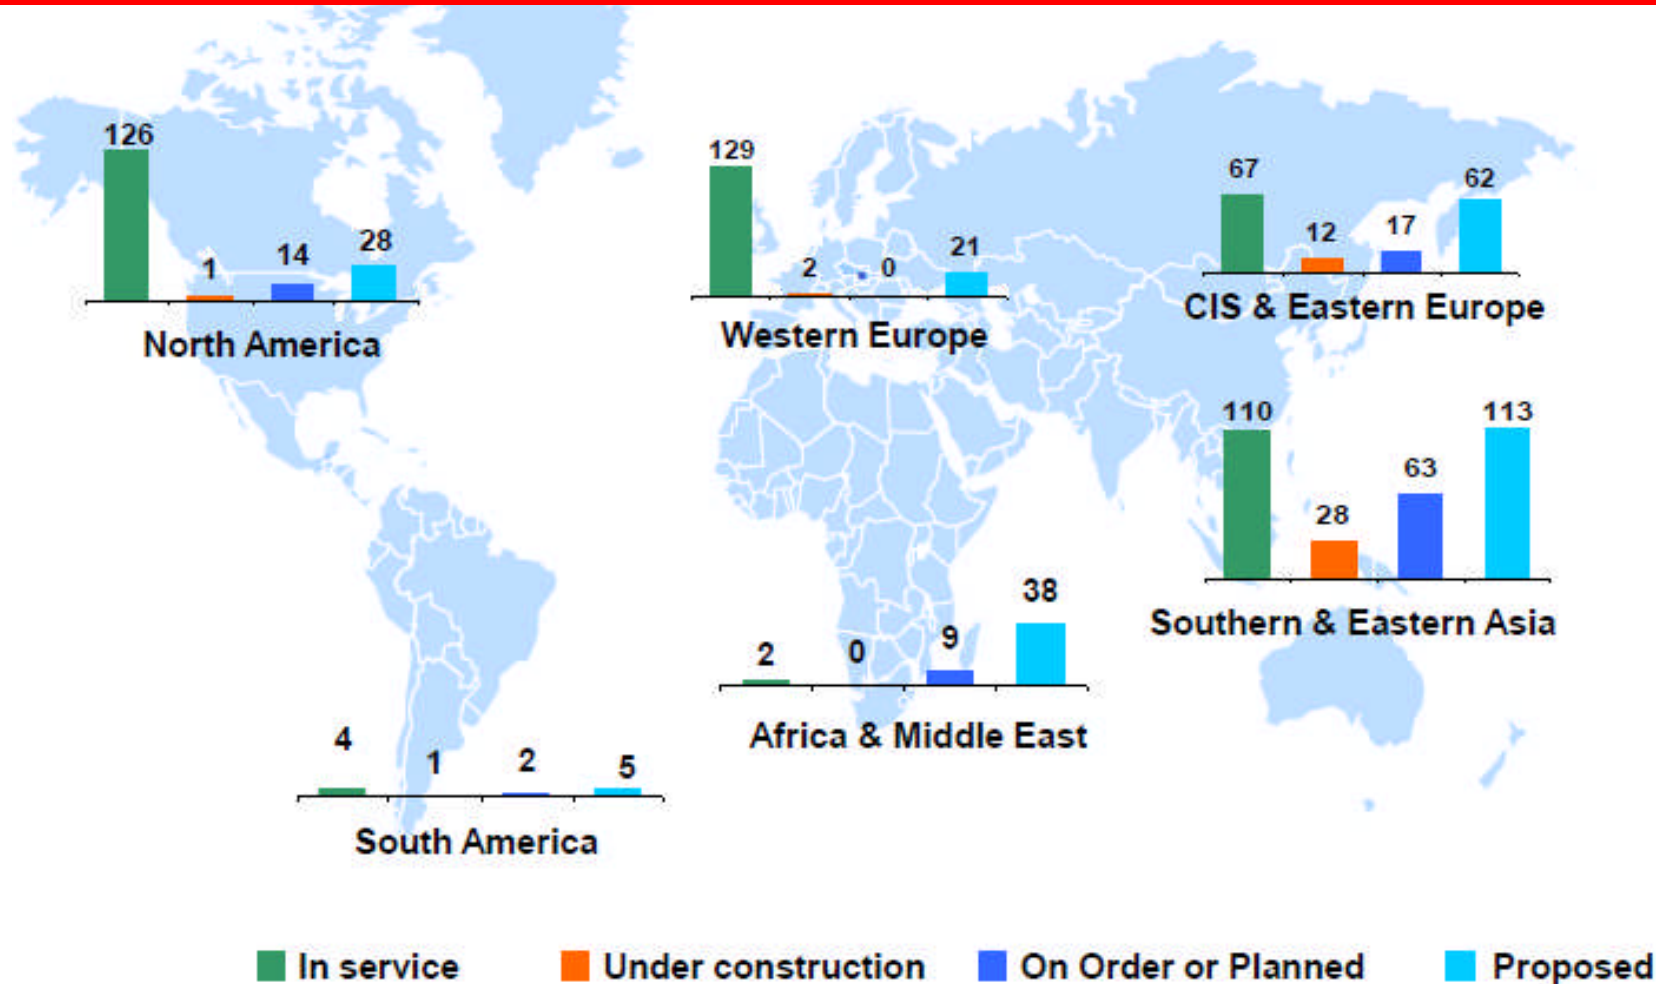 126
1
14
28
North America
129
2
0
21
Western Europe
67
12
17
62
CIS & Eastern Europe
110
28
63
113
Southern & Eastern Asia
2
0
9
38
Africa & Middle East
4
1
2
5
South America
In service
Under construction
On Order or Planned
Proposed